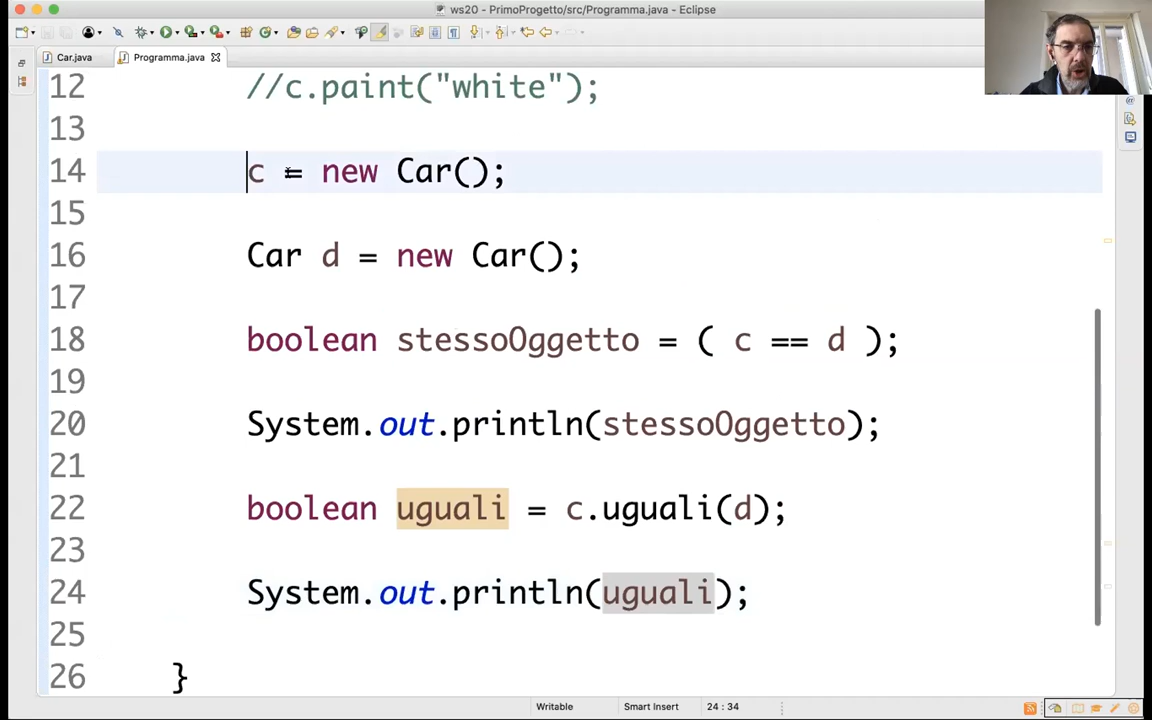 ws20 - PrimoProgetto/src/Programma.java - Eclipse
Car.java
Programma.java
12 //c.paint("white");
13
14 c = new Car();
15
16 Car d = new Car();
17
18 boolean stessoOggetto = ( c == d );
19
20 System.out.println(stessoOggetto);
21
22 boolean uguali = c.uguali(d);
23
24 System.out.println(uguali);
25
26 }
Writable
Smart Insert
24 : 34